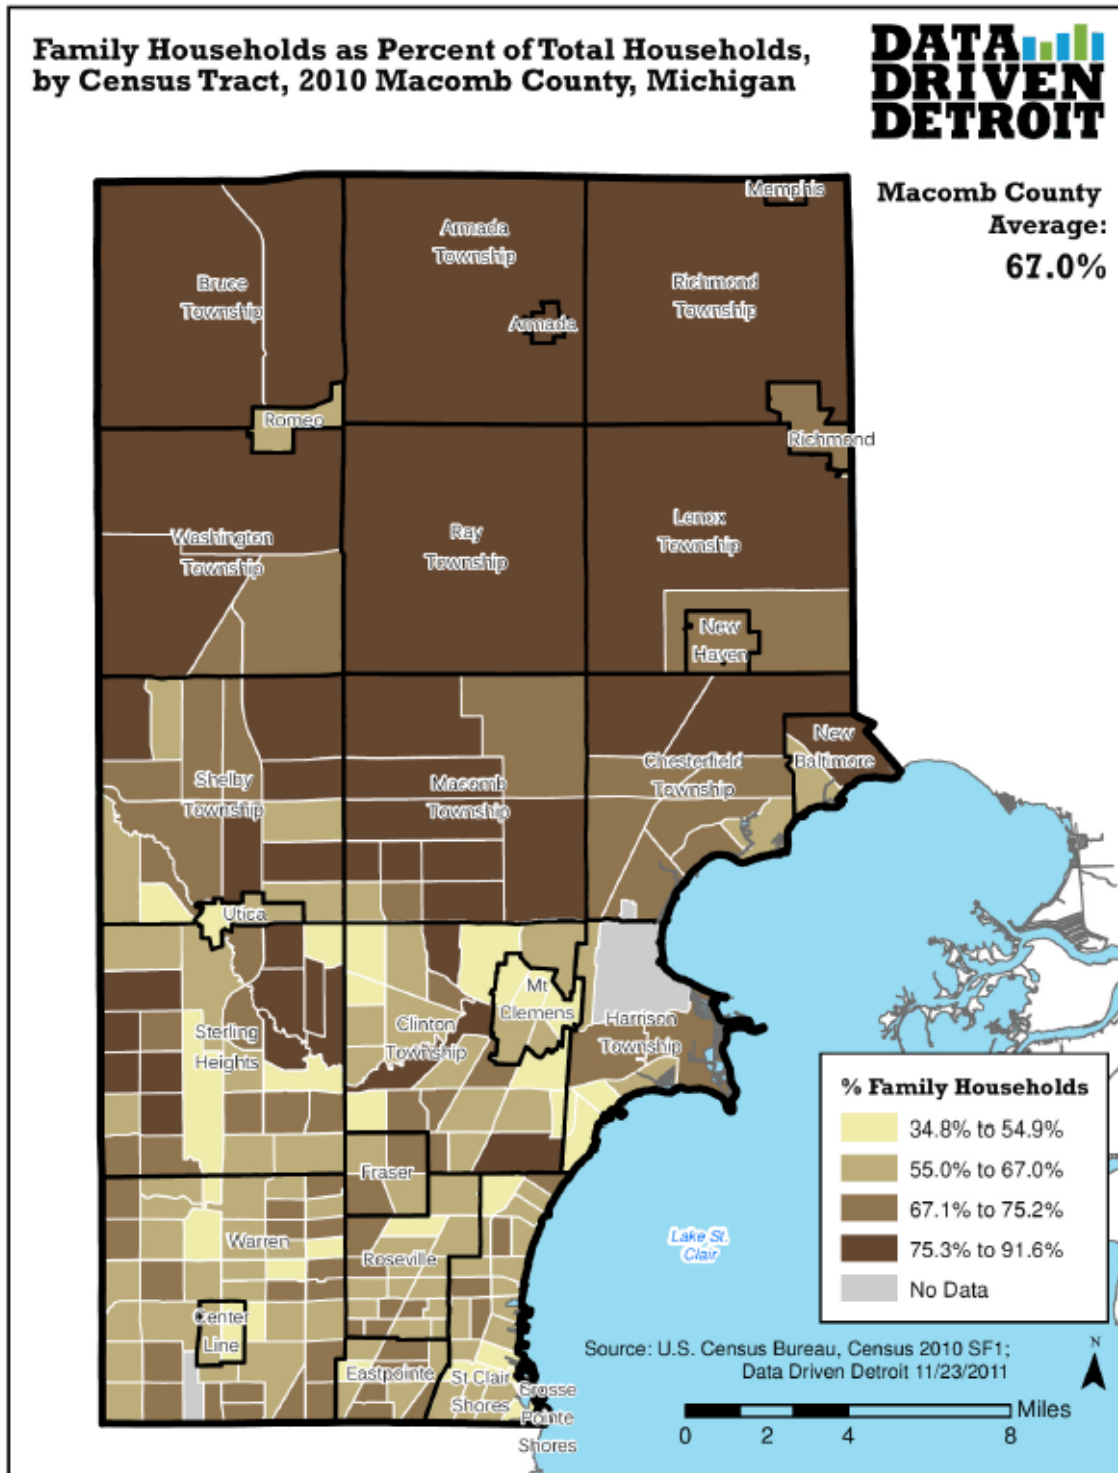 Family Households as Percent of Total Households,
by Census Tract, 2010 Macomb County, Michigan
DATA
DRIVEN
DETROIT
Macomb County
Average:
67.0%
Memphis
Armada
Township
Bruce
Township
Richmond
Township
Armada
Romeo
Richmond
Washington
Township
Ray
Township
Lenox
Township
New
Haven
New
Baltimore
Shelby
Township
Macomb
Township
Chesterfield
Township
Utica
Mt
Clemens
Sterling
Heights
Clinton
Township
Harrison
Township
Fraser
Warren
Roseville
Center
Line
Eastpointe
St Clair
Shores
Grosse
Pointe
Shores
Lake St.
Clair
% Family Households
34.8% to 54.9%
55.0% to 67.0%
67.1% to 75.2%
75.3% to 91.6%
No Data
Source: U.S. Census Bureau, Census 2010 SF1;
Data Driven Detroit 11/23/2011
N
Miles
0 2 4 8